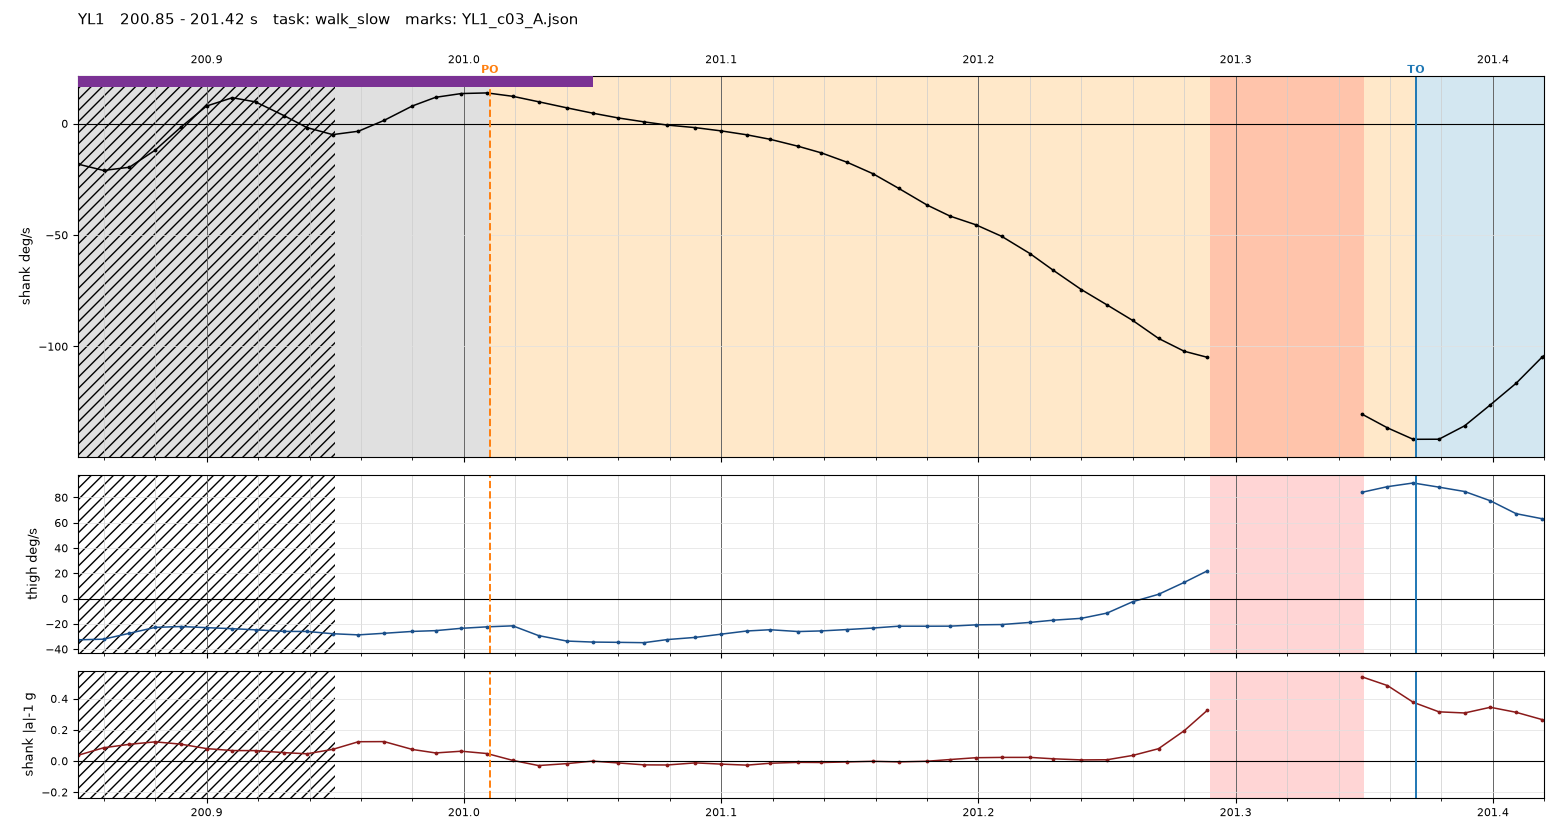 YL1   200.85 - 201.42 s   task: walk_slow   marks: YL1_c03_A.json
200.9 201.0 201.1 201.2 201.3 201.4
PO TO
0
−50
−100
shank deg/s
80
60
40
20
0
−20
−40
thigh deg/s
0.4
0.2
0.0
−0.2
shank |a|-1 g
200.9 201.0 201.1 201.2 201.3 201.4